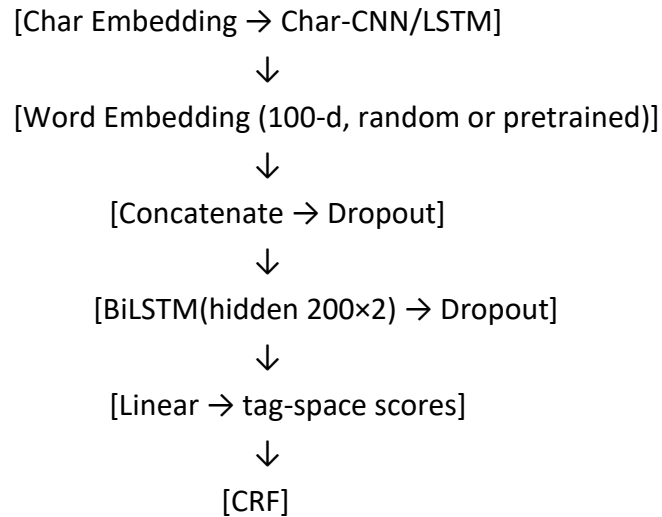 [Char Embedding → Char-CNN/LSTM]
↓
[Word Embedding (100-d, random or pretrained)]
↓
[Concatenate → Dropout]
↓
[BiLSTM(hidden 200×2) → Dropout]
↓
[Linear → tag-space scores]
↓
[CRF]